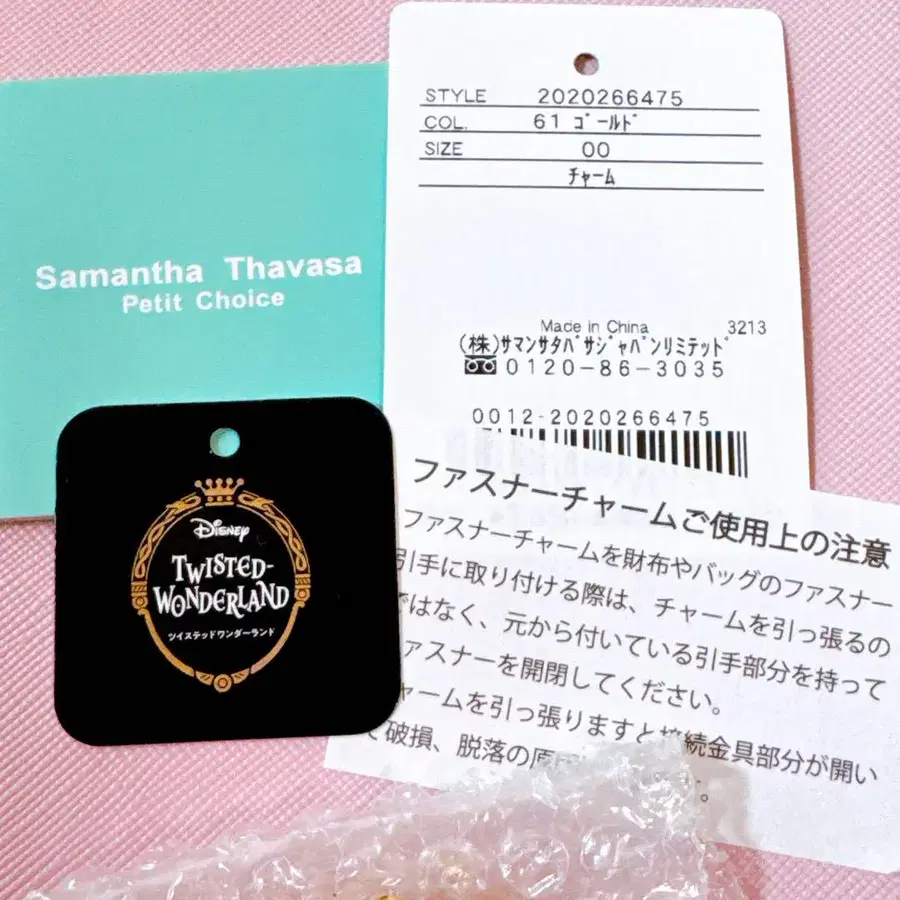 Samantha Thavasa
Petit Choice
STYLE 2020266475
COL. 61 ゴールド
SIZE 00
チャーム
Made in China 3213
(株)サマンサタバサジャパンリミテッド
0120-86-3035
0012-2020266475
Disney
TWISTED-
WONDERLAND
ツイステッドワンダーランド
ファスナーチャームご使用上の注意
ファスナーチャームを財布やバッグのファスナー
引手に取り付ける際は、チャームを引っ張るの
ではなく、元から付いている引手部分を持って
ファスナーを開閉してください。
チャームを引っ張りますと接続金具部分が開い
て破損、脱落の原
。